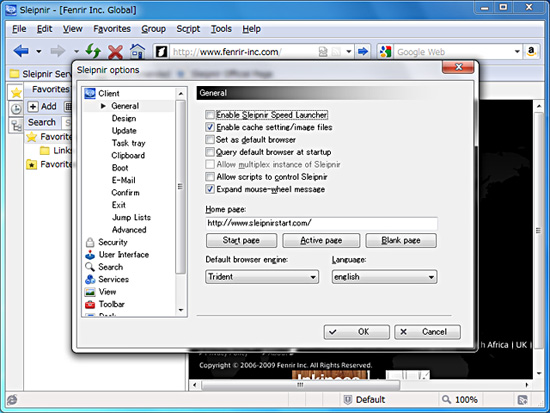 Sleipnir - [Fenrir Inc. Global]
File Edit View Favorites Group Script Tools Help
http://www.fenrir-inc.com/
Google Web
Sleipnir Serv
Sleipnir Official Page
Sleipnir options
Favorites
Add
Search
Favorite
Links
Favorite
Client
General
Design
Update
Task tray
Clipboard
Boot
E-Mail
Confirm
Exit
Jump Lists
Advanced
Security
User Interface
Search
Services
View
Toolbar
General
Enable Sleipnir Speed Launcher
Enable cache setting/image files
Set as default browser
Query default browser at startup
Allow multiplex instance of Sleipnir
Allow scripts to control Sleipnir
Expand mouse-wheel message
Home page:
http://www.sleipnirstart.com/
Start page Active page Blank page
Default browser engine: Language:
Trident english
OK Cancel
h Africa | UK |
Copyright © 2006-2009 Fenrir Inc. All Rights Reserved.
Inkiness
Default 100%